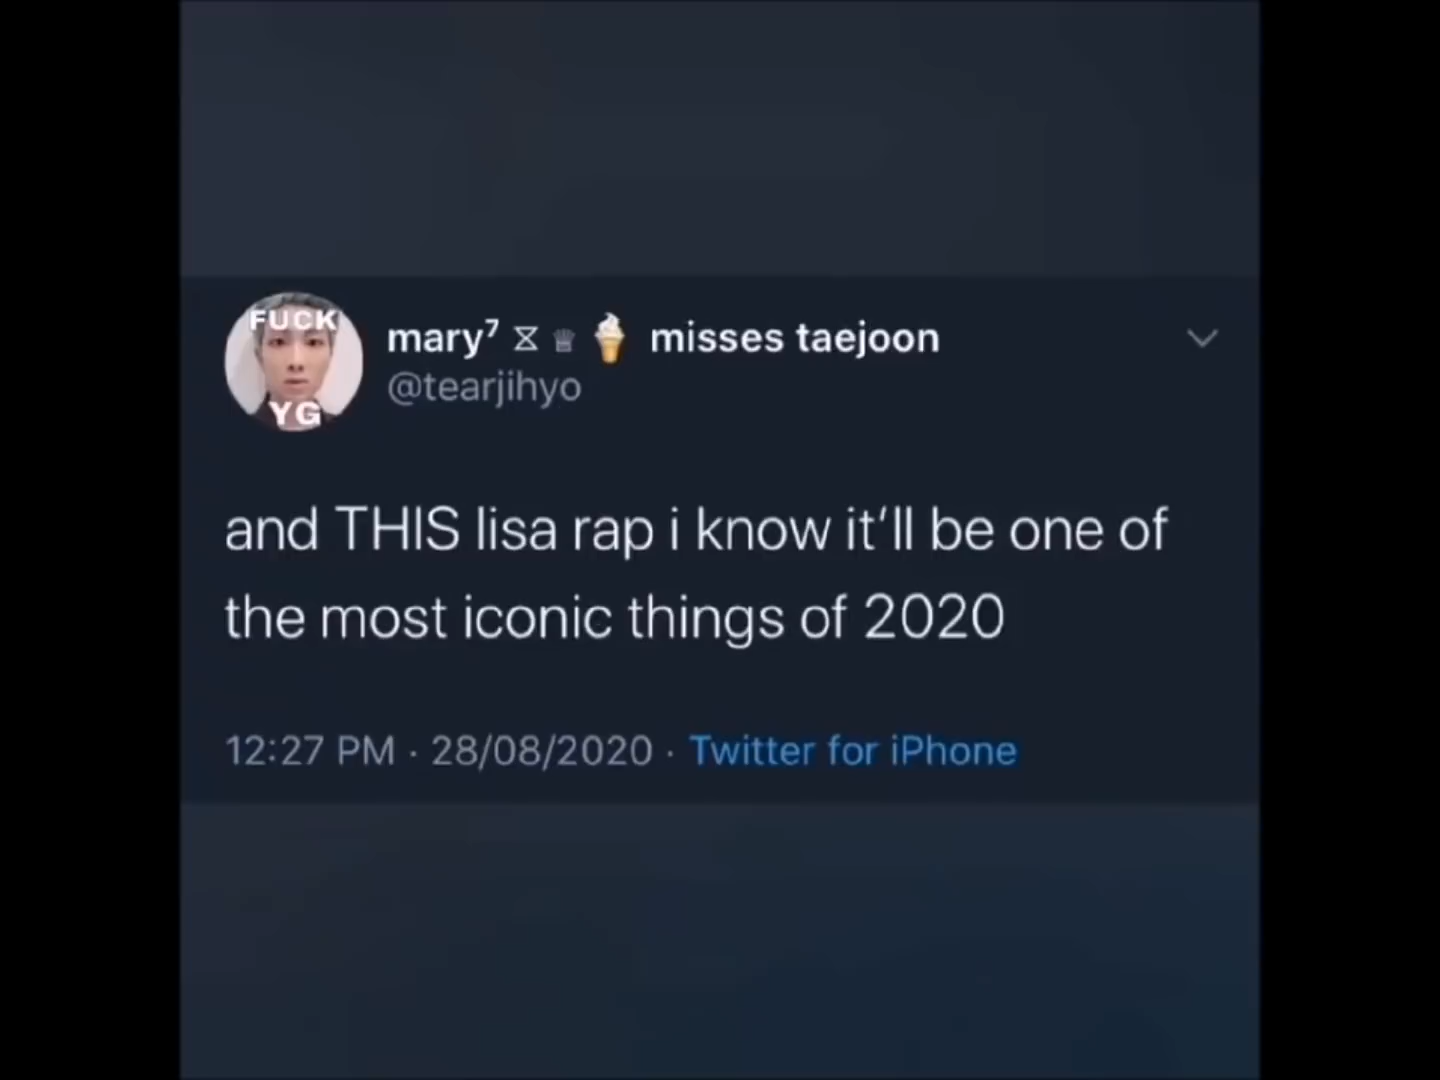 FUCK
YG
mary⁷ ⧖ ♕ 🍦 misses taejoon
@tearjihyo
and THIS lisa rap i know it’ll be one of
the most iconic things of 2020
12:27 PM · 28/08/2020 · Twitter for iPhone